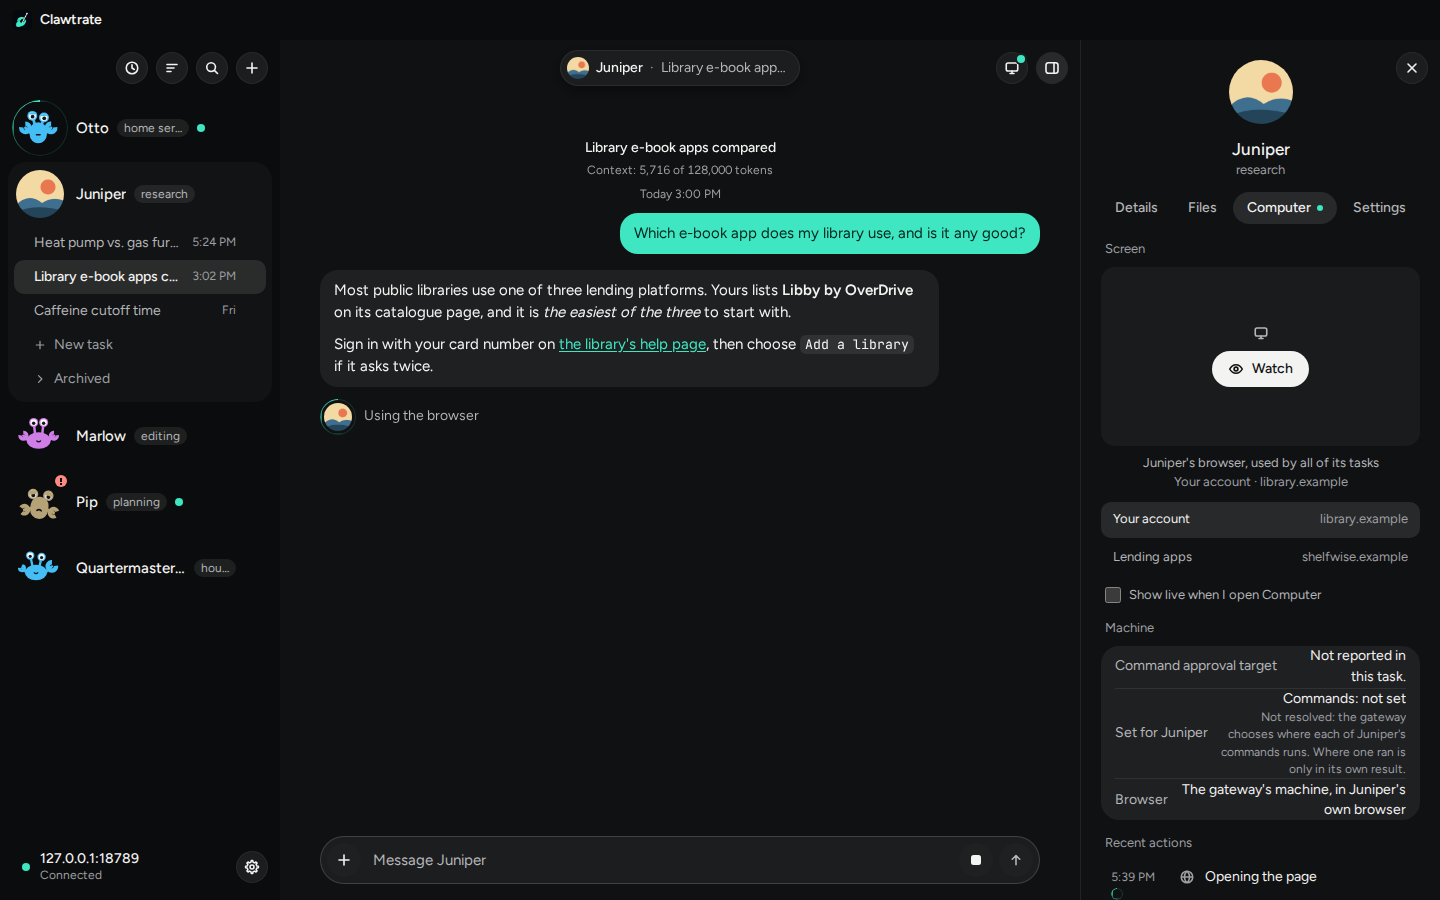 Clawtrate
Otto home ser...
Juniper research
Heat pump vs. gas fur... 5:24 PM
Library e-book apps c... 3:02 PM
Caffeine cutoff time Fri
New task
Archived
Marlow editing
Pip planning
Quartermaster... hou...
127.0.0.1:18789
Connected
Juniper · Library e-book app...
Library e-book apps compared
Context: 5,716 of 128,000 tokens
Today 3:00 PM
Which e-book app does my library use, and is it any good?
Most public libraries use one of three lending platforms. Yours lists Libby by OverDrive
on its catalogue page, and it is the easiest of the three to start with.
Sign in with your card number on the library's help page, then choose Add a library
if it asks twice.
Using the browser
Message Juniper
Juniper
research
Details Files Computer Settings
Screen
Watch
Juniper's browser, used by all of its tasks
Your account · library.example
Your account library.example
Lending apps shelfwise.example
Show live when I open Computer
Machine
Command approval target Not reported in
this task.
Set for Juniper Commands: not set
Not resolved: the gateway
chooses where each of Juniper's
commands runs. Where one ran is
only in its own result.
Browser The gateway's machine, in Juniper's
own browser
Recent actions
5:39 PM Opening the page